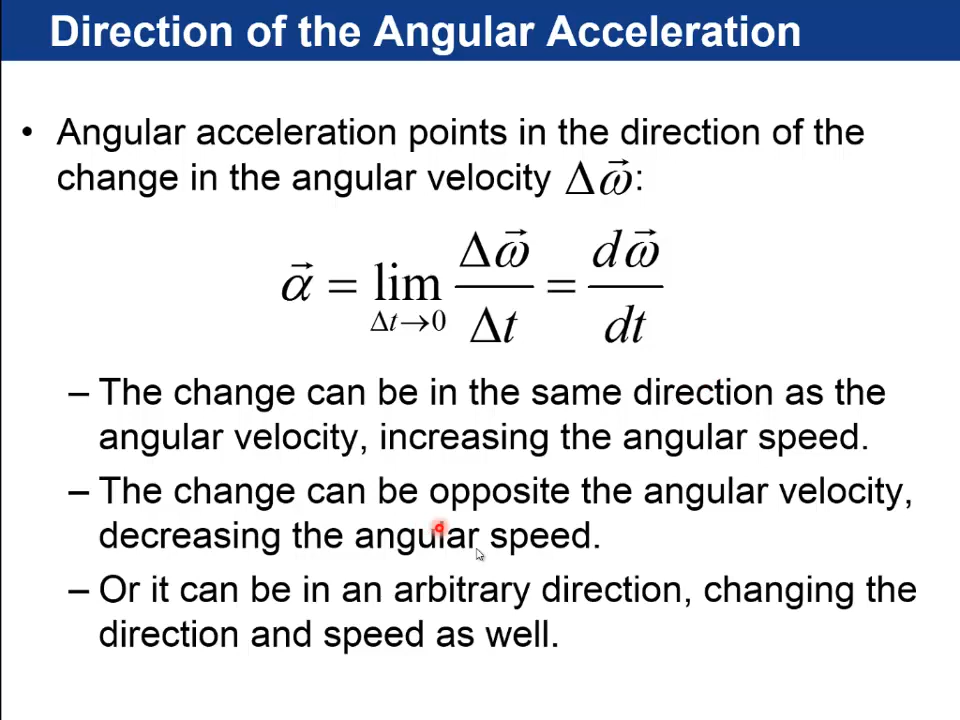 Direction of the Angular Acceleration
• Angular acceleration points in the direction of the
change in the angular velocity Δω⃗:
α⃗ = lim Δt→0 Δω⃗/Δt = dω⃗/dt
– The change can be in the same direction as the
angular velocity, increasing the angular speed.
– The change can be opposite the angular velocity,
decreasing the angular speed.
– Or it can be in an arbitrary direction, changing the
direction and speed as well.